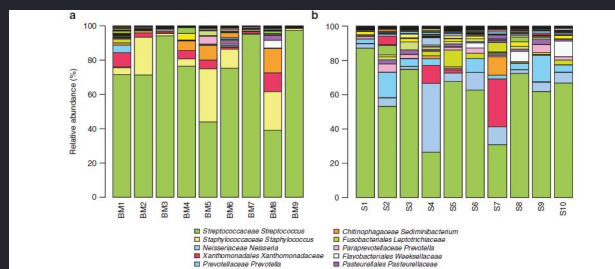 a
b
Relative abundance (%)
100
80
60
40
20
0
100
80
60
40
20
0
BM1 BM2 BM3 BM4 BM5 BM6 BM7 BM8 BM9
S1 S2 S3 S4 S5 S6 S7 S8 S9 S10
Streptococcaceae Streptococcus
Staphylococcaceae Staphylococcus
Neisseriaceae Neisseria
Xanthomonadales Xanthomonadaceae
Prevotellaceae Prevotella
Chitinophagaceae Sediminibacterium
Fusobacteriales Leptotrichiaceae
Paraprevotellaceae Prevotella
Flavobacteriales Weeksellaceae
Pasteurellales Pasteurellaceae